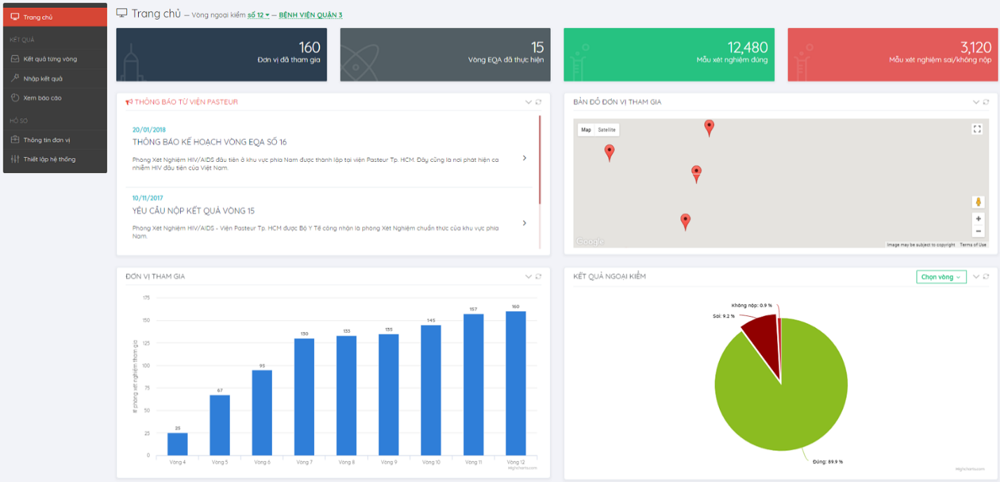 Trang chủ
KẾT QUẢ
Kết quả từng vòng
Nhập kết quả
Xem báo cáo
HỒ SƠ
Thông tin đơn vị
Thiết lập hệ thống
Trang chủ — Vòng ngoại kiểm số 12 — BỆNH VIỆN QUẬN 3
160
Đơn vị đã tham gia
15
Vòng EQA đã thực hiện
12,480
Mẫu xét nghiệm đúng
3,120
Mẫu xét nghiệm sai/không nộp
THÔNG BÁO TỪ VIỆN PASTEUR
20/01/2018
THÔNG BÁO KẾ HOẠCH VÒNG EQA SỐ 16
Phòng Xét Nghiệm HIV/AIDS đầu tiên ở khu vực phía Nam được thành lập tại viện Pasteur Tp. HCM. Đây cũng là nơi phát hiện ca
nhiễm HIV đầu tiên của Việt Nam.
10/11/2017
YÊU CẦU NỘP KẾT QUẢ VÒNG 15
Phòng Xét Nghiệm HIV/AIDS - Viện Pasteur Tp. HCM được Bộ Y Tế công nhận là phòng Xét Nghiệm chuẩn thức của khu vực phía
Nam.
BẢN ĐỒ ĐƠN VỊ THAM GIA
Map Satellite
Google
Image may be subject to copyright Terms of Use
ĐƠN VỊ THAM GIA
# phòng xét nghiệm tham gia
175
150
125
100
75
50
25
0
25
67
95
130
133
135
145
157
160
Vòng 4 Vòng 5 Vòng 6 Vòng 7 Vòng 8 Vòng 9 Vòng 10 Vòng 11 Vòng 12
Highcharts.com
KẾT QUẢ NGOẠI KIỂM
Chọn vòng
Không nộp: 0.9 %
Sai: 9.2 %
Đúng: 89.9 %
Highcharts.com